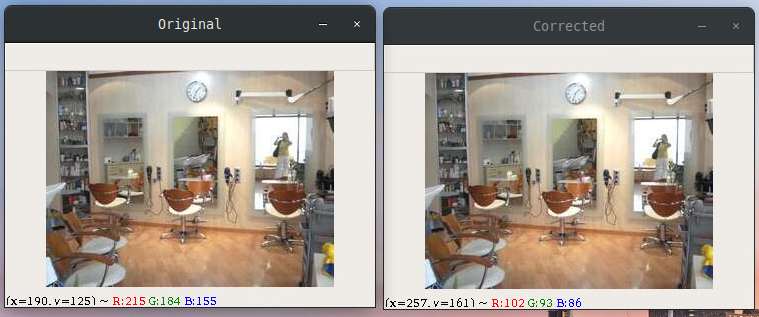 Original
Corrected
(x=190, y=125) ~ R:215 G:184 B:155
(x=257, y=161) ~ R:102 G:93 B:86